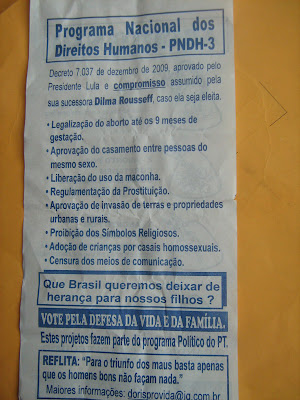 Programa Nacional dos
Direitos Humanos - PNDH-3
Decreto 7.037 de dezembro de 2009, aprovado pelo
Presidente Lula e compromisso assumido pela
sua successora Dilma Rousseff, caso ela seja eleita.
• Legalização do aborto até os 9 meses de
gestação.
• Aprovação do casamento entre pessoas do
mesmo sexo.
• Liberação do uso da maconha.
• Regulamentação da Prostituição.
• Aprovação de invasão de terras e propriedades
urbanas e rurais.
• Proibição dos Símbolos Religiosos.
• Adoção de crianças por casais homossexuais.
• Censura dos meios de comunicação.
Que Brasil queremos deixar de
herança para nossos filhos ?
VOTE PELA DEFESA DA VIDA E DA FAMÍLIA.
Estes projetos fazem parte do programa Político do PT.
REFLITA: "Para o triunfo dos maus basta apenas
que os homens bons não façam nada."
Maiores informações: dorisprovida@ig.com.br